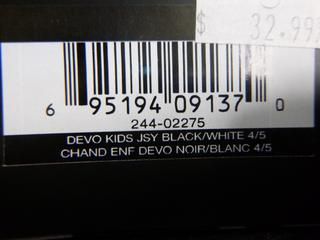 $ 32.99
6 95194 09137 0
244-02275
DEVO KIDS JSY BLACK/WHITE 4/5
CHAND ENF DEVO NOIR/BLANC 4/5